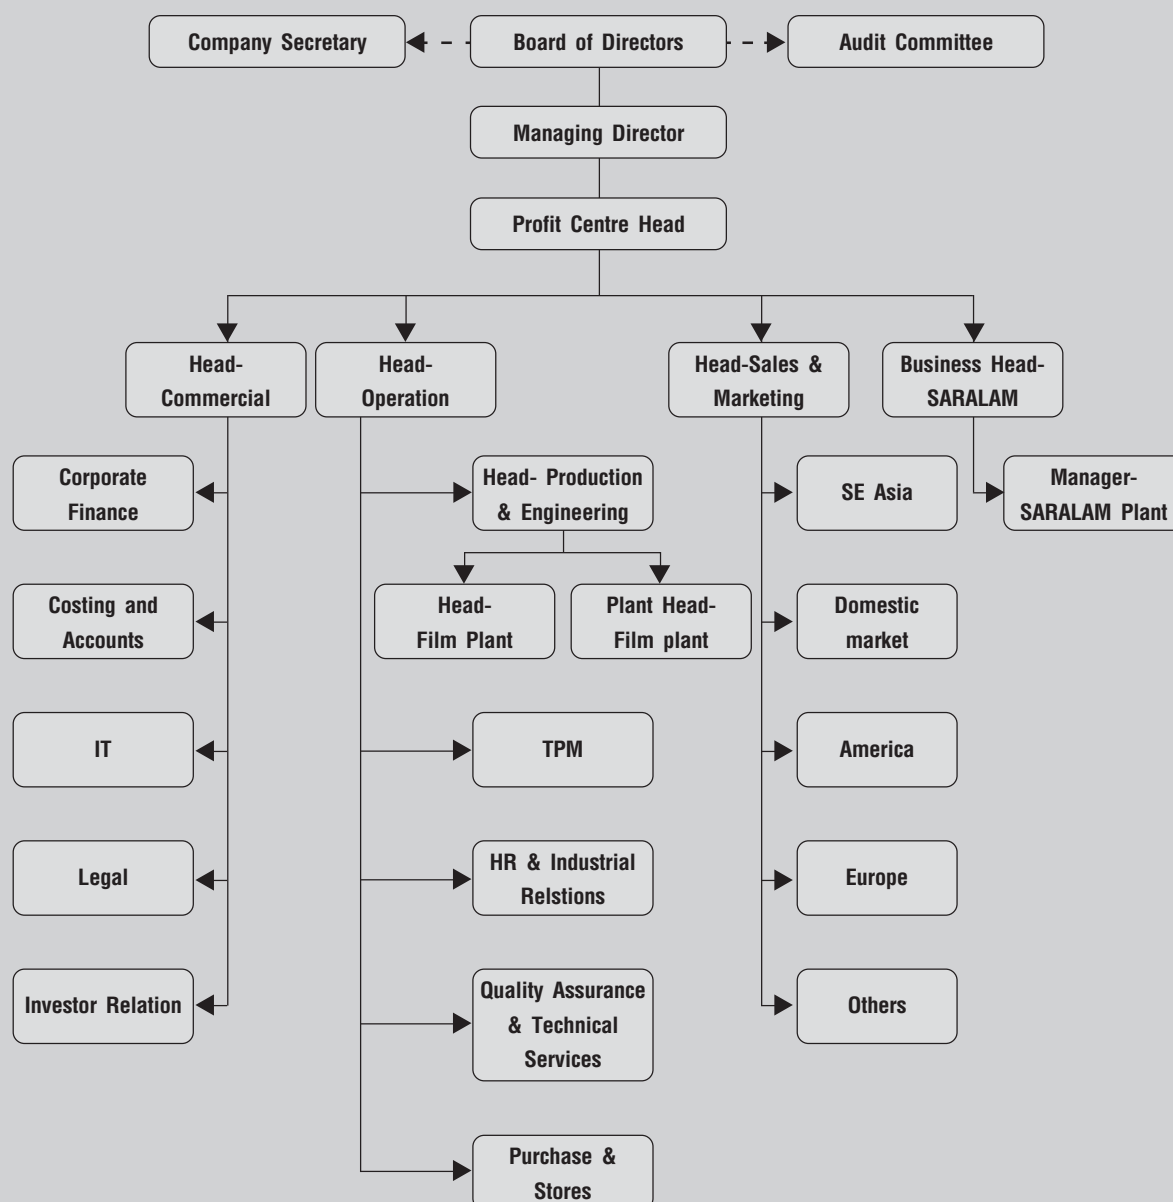 Company Secretary
Board of Directors
Audit Committee
Managing Director
Profit Centre Head
Head-
Commercial
Head-
Operation
Head-Sales &
Marketing
Business Head-
SARALAM
Corporate
Finance
Head- Production
& Engineering
SE Asia
Manager-
SARALAM Plant
Costing and
Accounts
Head-
Film Plant
Plant Head-
Film plant
Domestic
market
IT
TPM
America
Legal
HR & Industrial
Relstions
Europe
Investor Relation
Quality Assurance
& Technical
Services
Others
Purchase &
Stores